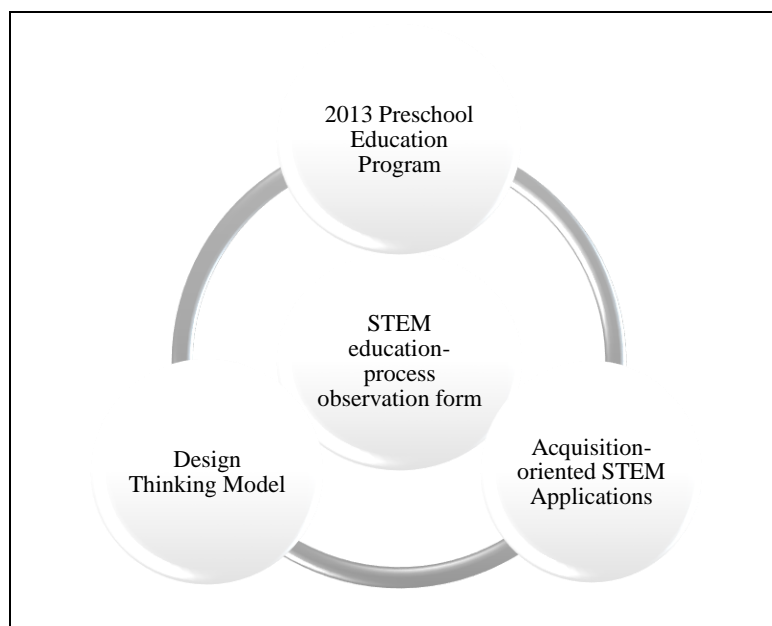 2013 Preschool
Education
Program
STEM
education-
process
observation form
Design
Thinking Model
Acquisition-
oriented STEM
Applications